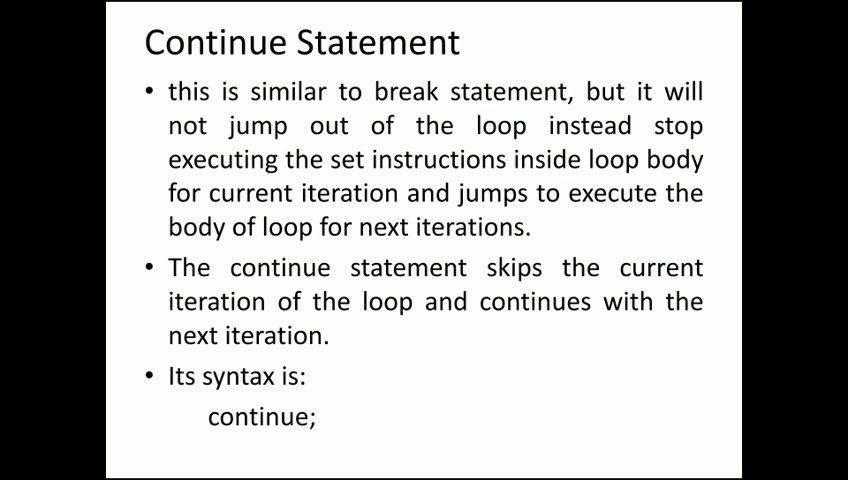 Continue Statement
• this is similar to break statement, but it will
not jump out of the loop instead stop
executing the set instructions inside loop body
for current iteration and jumps to execute the
body of loop for next iterations.
• The continue statement skips the current
iteration of the loop and continues with the
next iteration.
• Its syntax is:
continue;